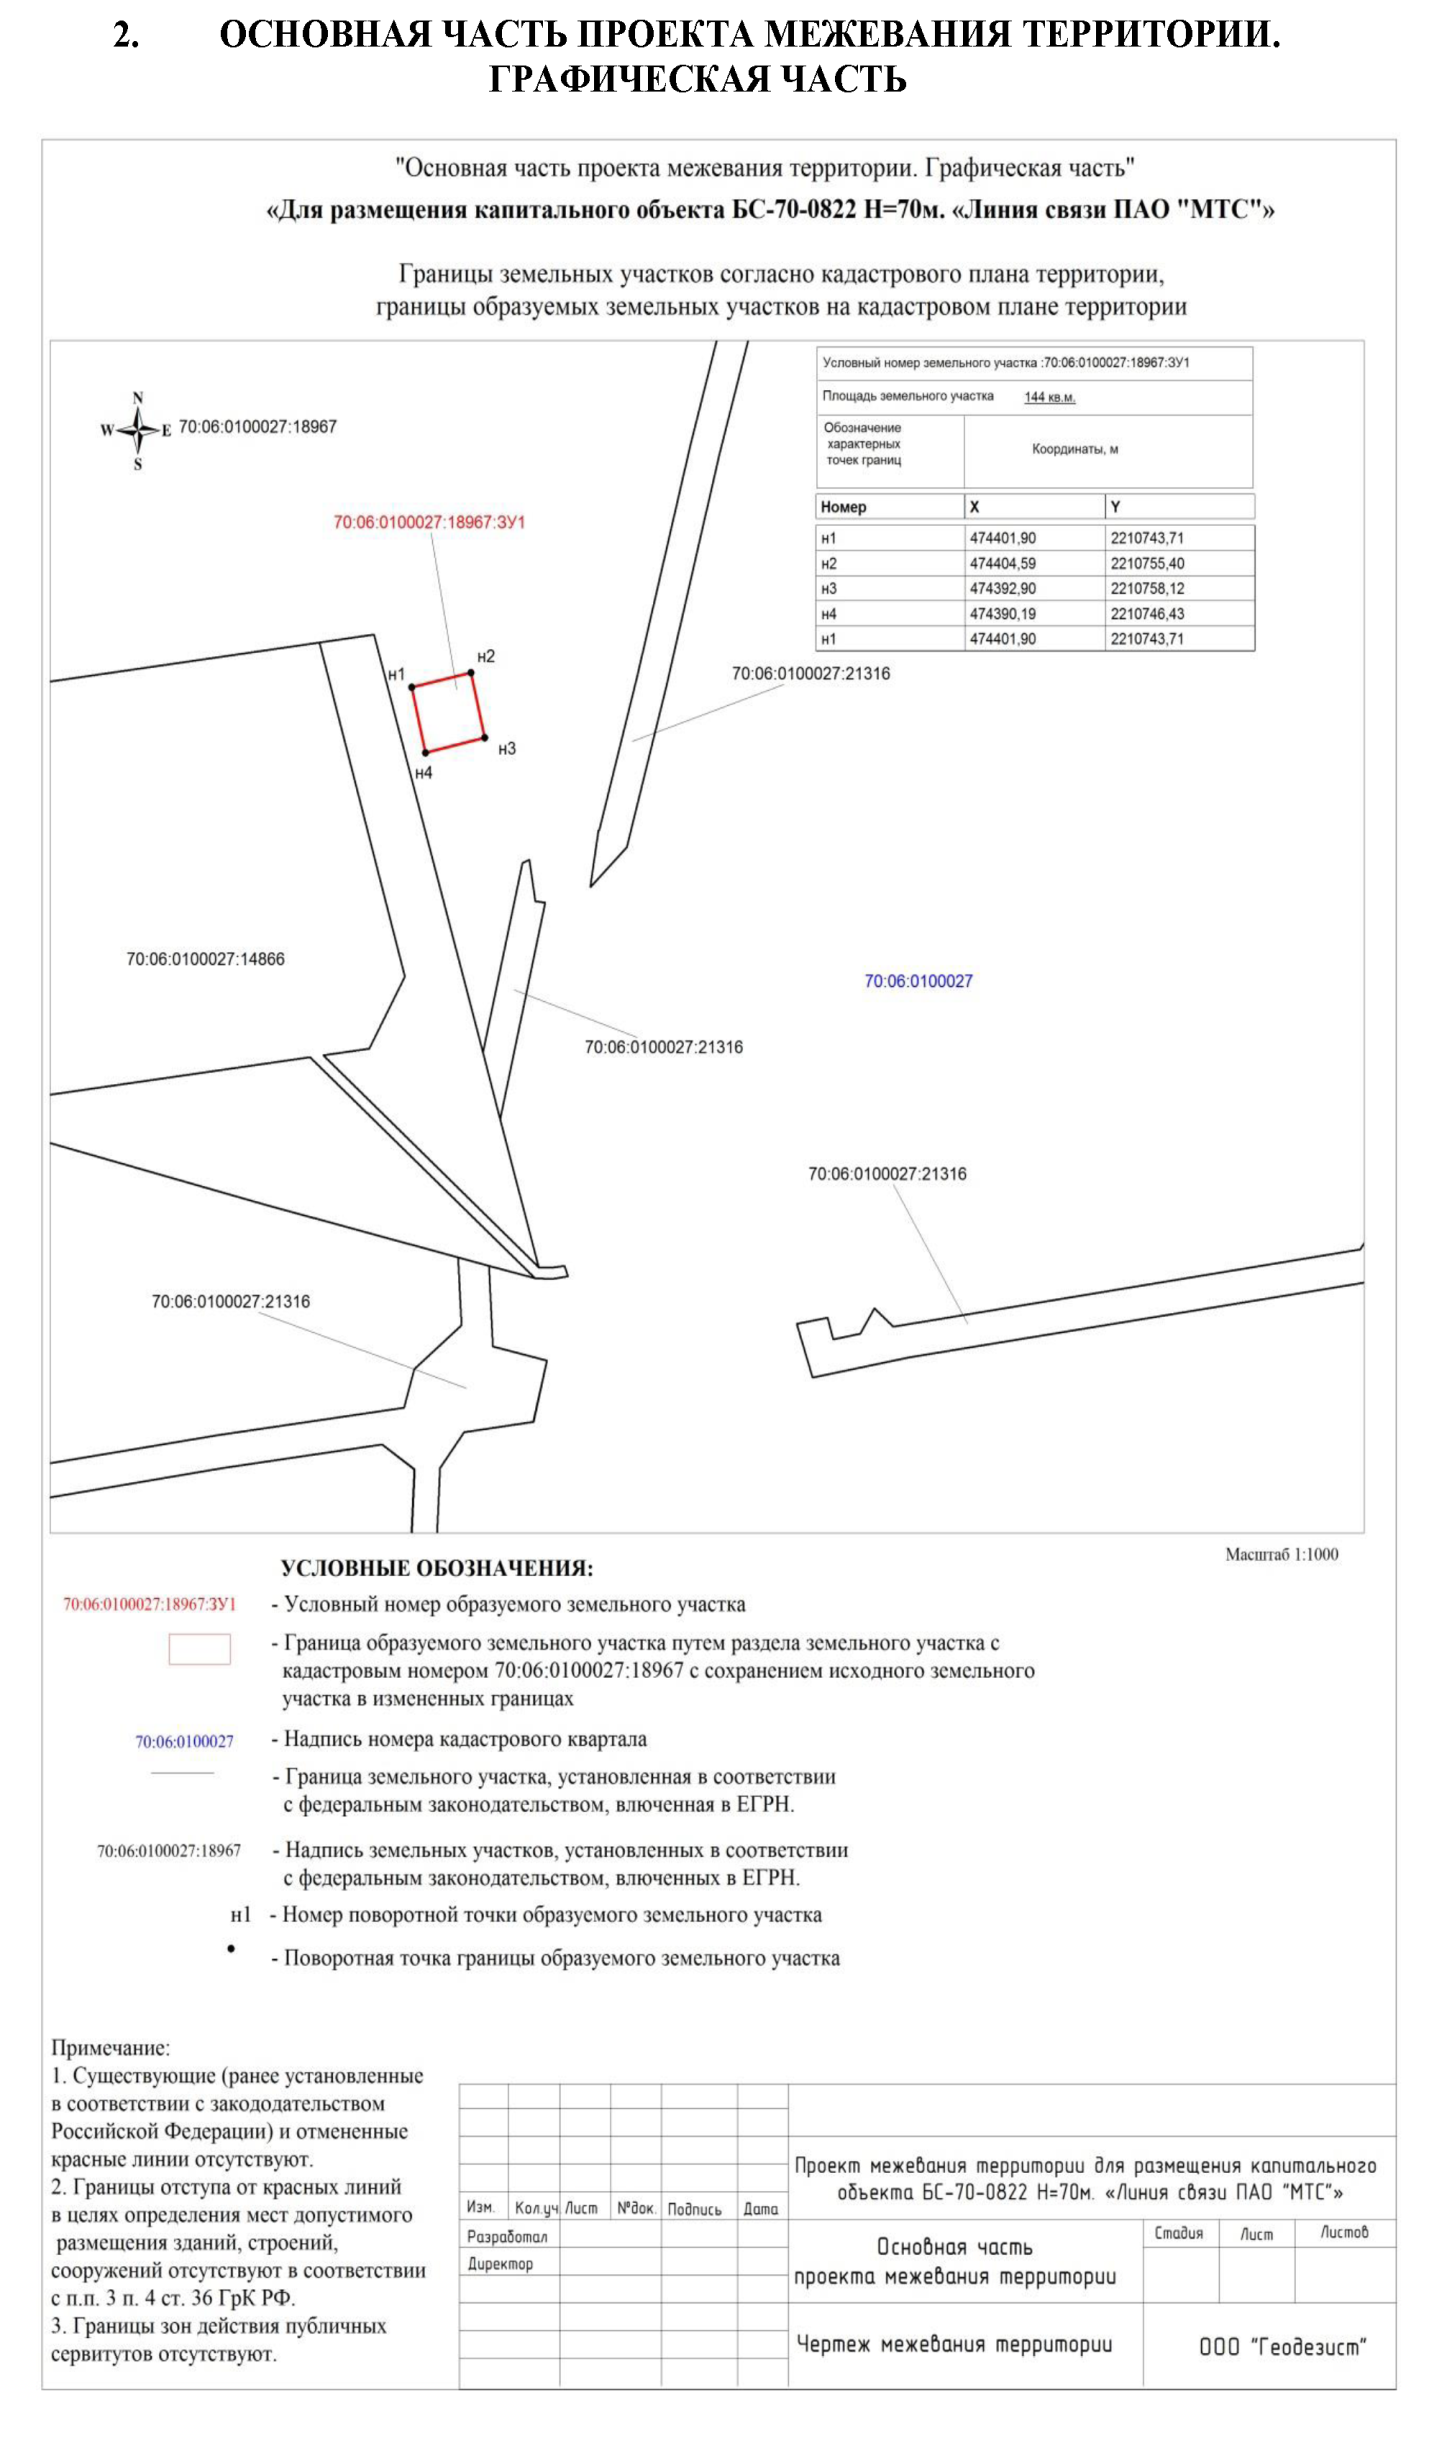 2. ОСНОВНАЯ ЧАСТЬ ПРОЕКТА МЕЖЕВАНИЯ ТЕРРИТОРИИ.
ГРАФИЧЕСКАЯ ЧАСТЬ
"Основная часть проекта межевания территории. Графическая часть"
«Для размещения капитального объекта БС-70-0822 Н=70м. «Линия связи ПАО "МТС"»
Границы земельных участков согласно кадастрового плана территории,
границы образуемых земельных участков на кадастровом плане территории
Условный номер земельного участка :70:06:0100027:18967:ЗУ1
Площадь земельного участка 144 кв.м.
Обозначение
характерных
точек границ
Координаты, м
Номер X Y
н1 474401,90 2210743,71
н2 474404,59 2210755,40
н3 474392,90 2210758,12
н4 474390,19 2210746,43
н1 474401,90 2210743,71
N
W E
S
70:06:0100027:18967
70:06:0100027:18967:ЗУ1
н1
н2
н3
н4
70:06:0100027:21316
70:06:0100027:14866
70:06:0100027
70:06:0100027:21316
70:06:0100027:21316
70:06:0100027:21316
Масштаб 1:1000
УСЛОВНЫЕ ОБОЗНАЧЕНИЯ:
70:06:0100027:18967:ЗУ1 - Условный номер образуемого земельного участка
- Граница образуемого земельного участка путем раздела земельного участка с
кадастровым номером 70:06:0100027:18967 с сохранением исходного земельного
участка в измененных границах
70:06:0100027 - Надпись номера кадастрового квартала
- Граница земельного участка, установленная в соответствии
с федеральным законодательством, влюченная в ЕГРН.
70:06:0100027:18967 - Надпись земельных участков, установленных в соответствии
с федеральным законодательством, влюченных в ЕГРН.
н1 - Номер поворотной точки образуемого земельного участка
- Поворотная точка границы образуемого земельного участка
Примечание:
1. Существующие (ранее установленные
в соответствии с закододательством
Российской Федерации) и отмененные
красные линии отсутствуют.
2. Границы отступа от красных линий
в целях определения мест допустимого
размещения зданий, строений,
сооружений отсутствуют в соответствии
с п.п. 3 п. 4 ст. 36 ГрК РФ.
3. Границы зон действия публичных
сервитутов отсутствуют.
Изм. Кол.уч Лист №док. Подпись Дата
Разработал
Директор
Проект межевания территории для размещения капитального
объекта БС-70-0822 Н=70м. «Линия связи ПАО "МТС"»
Основная часть
проекта межевания территории
Стадия Лист Листов
Чертеж межевания территории
ООО "Геодезист"